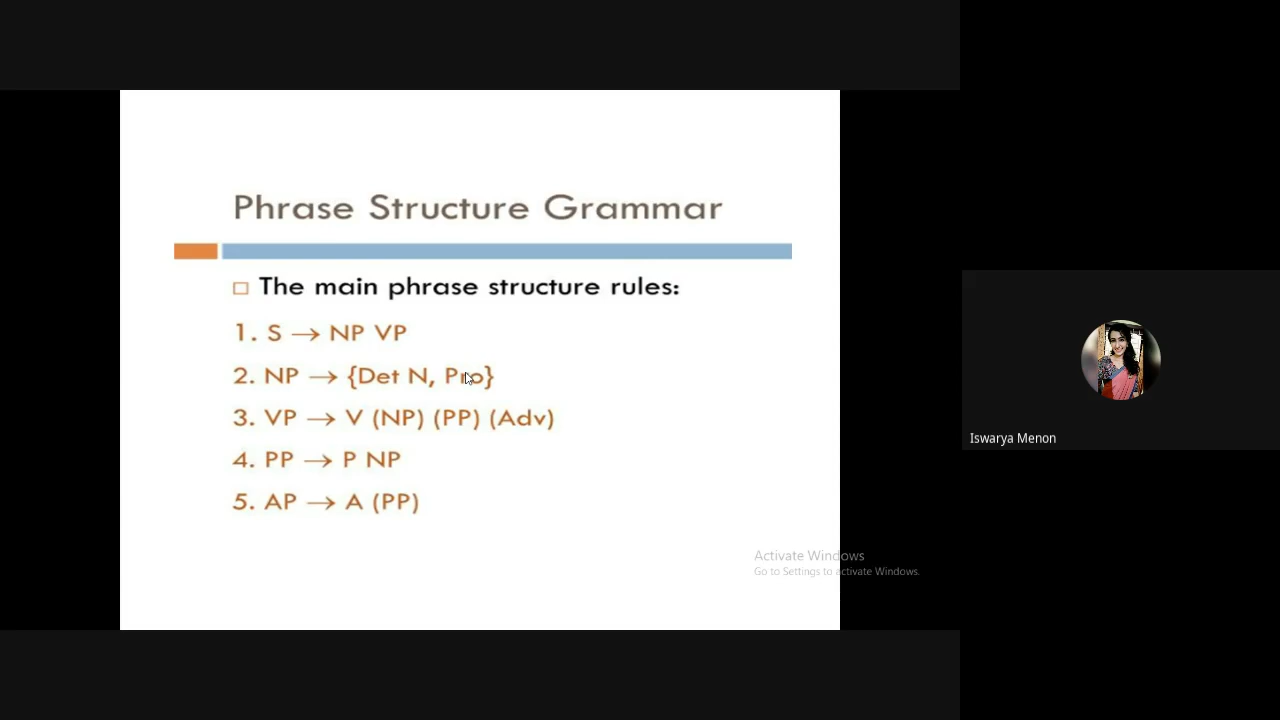 Phrase Structure Grammar
The main phrase structure rules:
1. S → NP VP
2. NP → {Det N, Pro}
3. VP → V (NP) (PP) (Adv)
4. PP → P NP
5. AP → A (PP)
Activate Windows
Go to Settings to activate Windows.
Iswarya Menon